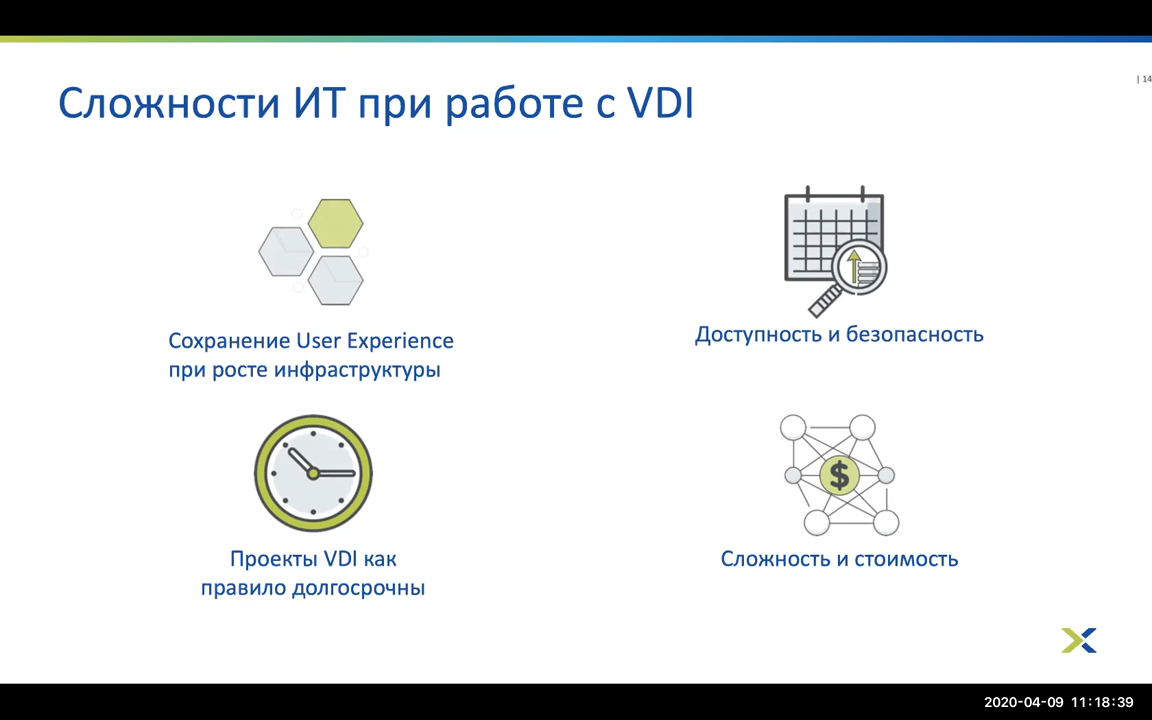 | 14
Сложности ИТ при работе с VDI
Сохранение User Experience
при росте инфраструктуры
Доступность и безопасность
$
Проекты VDI как
правило долгосрочны
Сложность и стоимость
2020-04-09 11:18:39